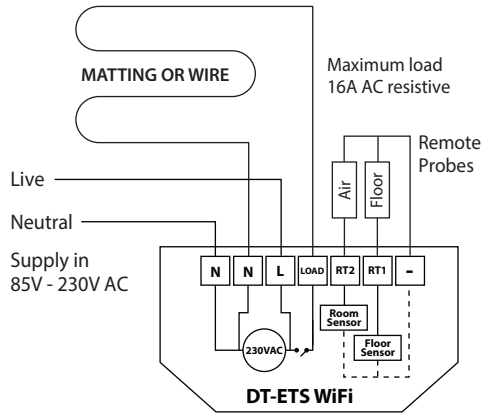 MATTING OR WIRE
Maximum load
16A AC resistive
Remote
Probes
Air
Floor
Live
Neutral
Supply in
85V - 230V AC
N
N
L
LOAD
RT2
RT1
-
Room
Sensor
Floor
Sensor
230VAC
DT-ETS WiFi